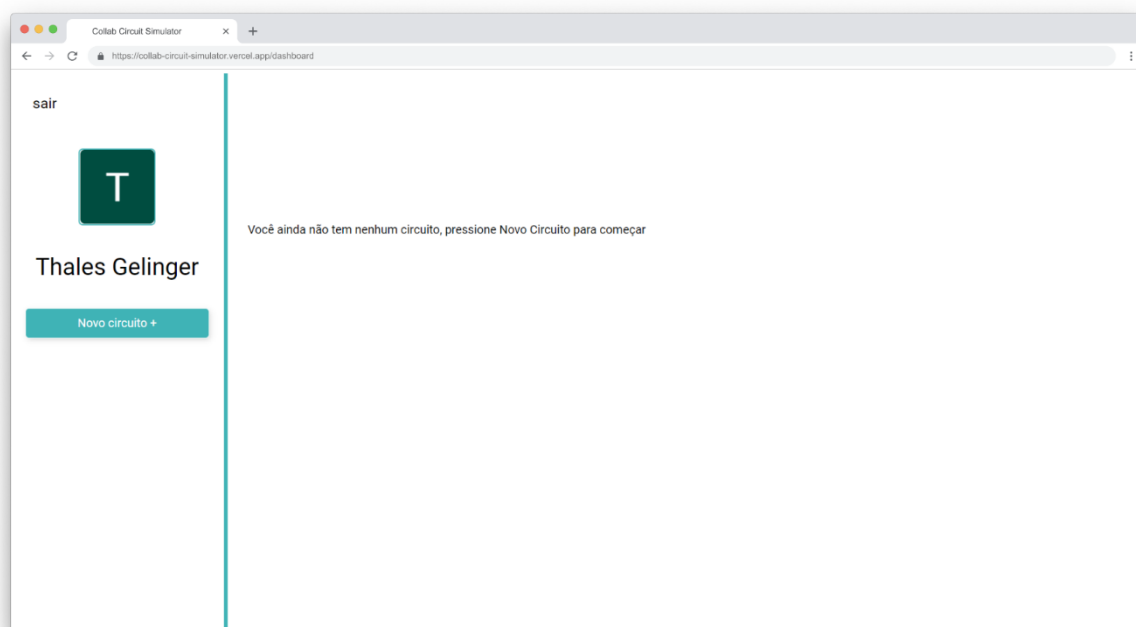 Collab Circuit Simulator
https://collab-circuit-simulator.vercel.app/dashboard
sair
T
Thales Gelinger
Novo circuito +
Você ainda não tem nenhum circuito, pressione Novo Circuito para começar